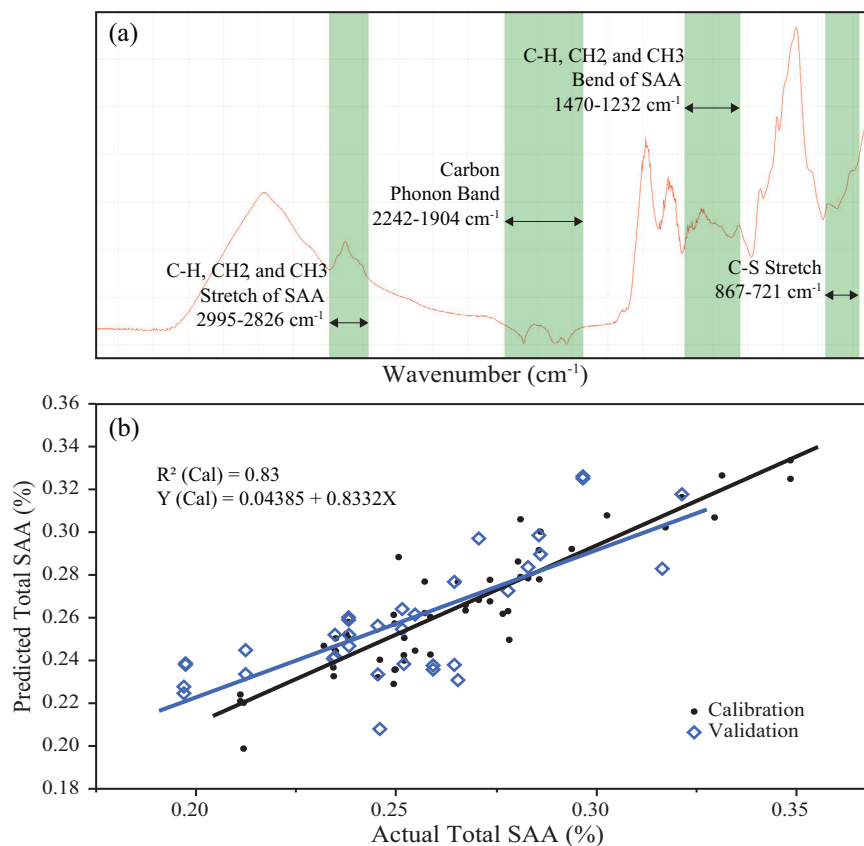 (a)
C-H, CH2, and CH3
Bend of SAA
1470-1232 cm⁻¹
Carbon
Phonon Band
2242-1904 cm⁻¹
C-H, CH2, and CH3
Stretch of SAA
2995-2826 cm⁻¹
C-S Stretch
867-721 cm⁻¹
Wavenumber (cm⁻¹)
(b)
R² (Cal) = 0.83
Y (Cal) = 0.04385 + 0.8332X
Predicted Total SAA (%)
0.36
0.34
0.32
0.30
0.28
0.26
0.24
0.22
0.20
0.18
Calibration
Validation
0.20
0.25
0.30
0.35
Actual Total SAA (%)